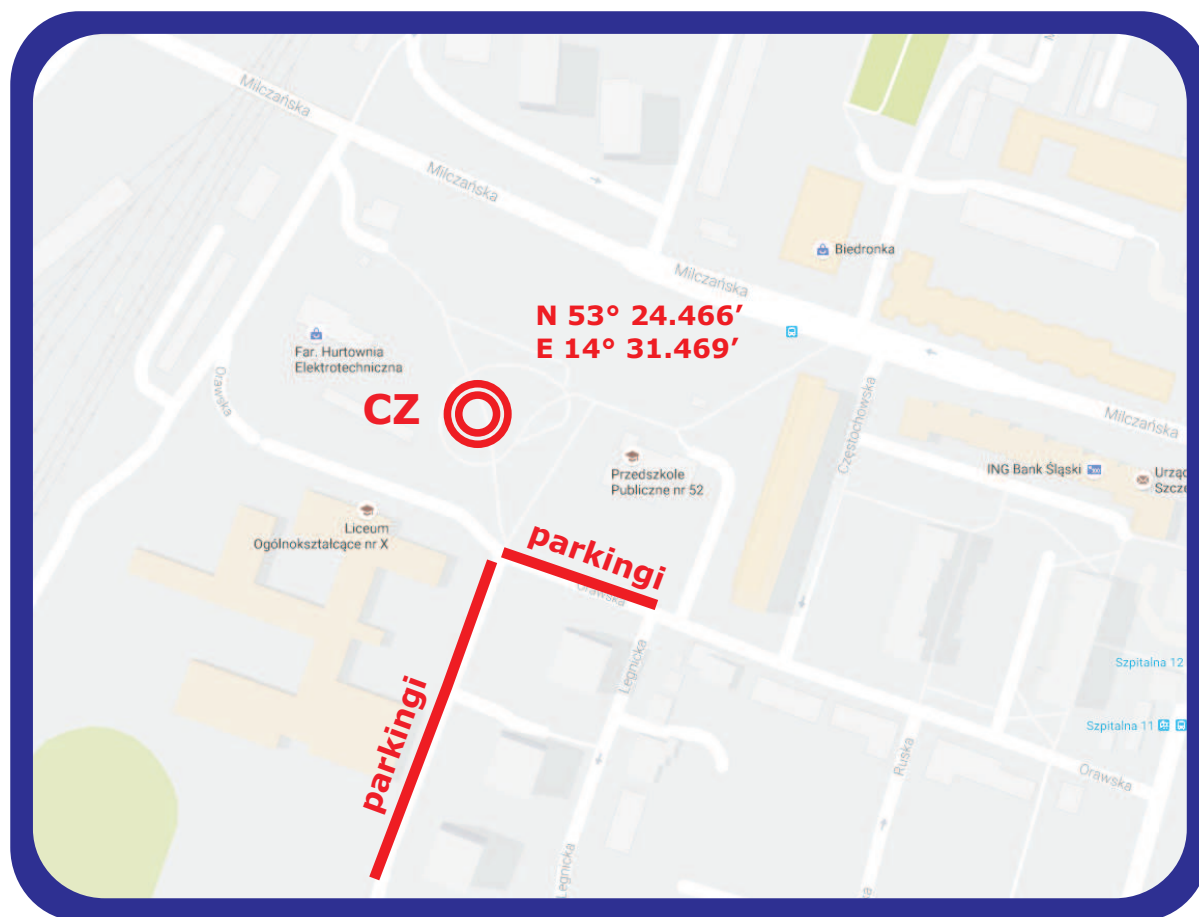 M
Milczańska
Milczańska
Biedronka
Milczańska
N 53° 24.466’
E 14° 31.469’
Far. Hurtownia
Elektrotechniczna
Orawska
CZ
Częstochowska
Milczańska
Przedszkole
Publiczne nr 52
ING Bank Śląski
Urząd
Szcze
Liceum
Ogólnokształcące nr X
parkingi
Orawska
Legnicka
Szpitalna 12
parkingi
Szpitalna 11
Ruska
Orawska
Legnicka
ka